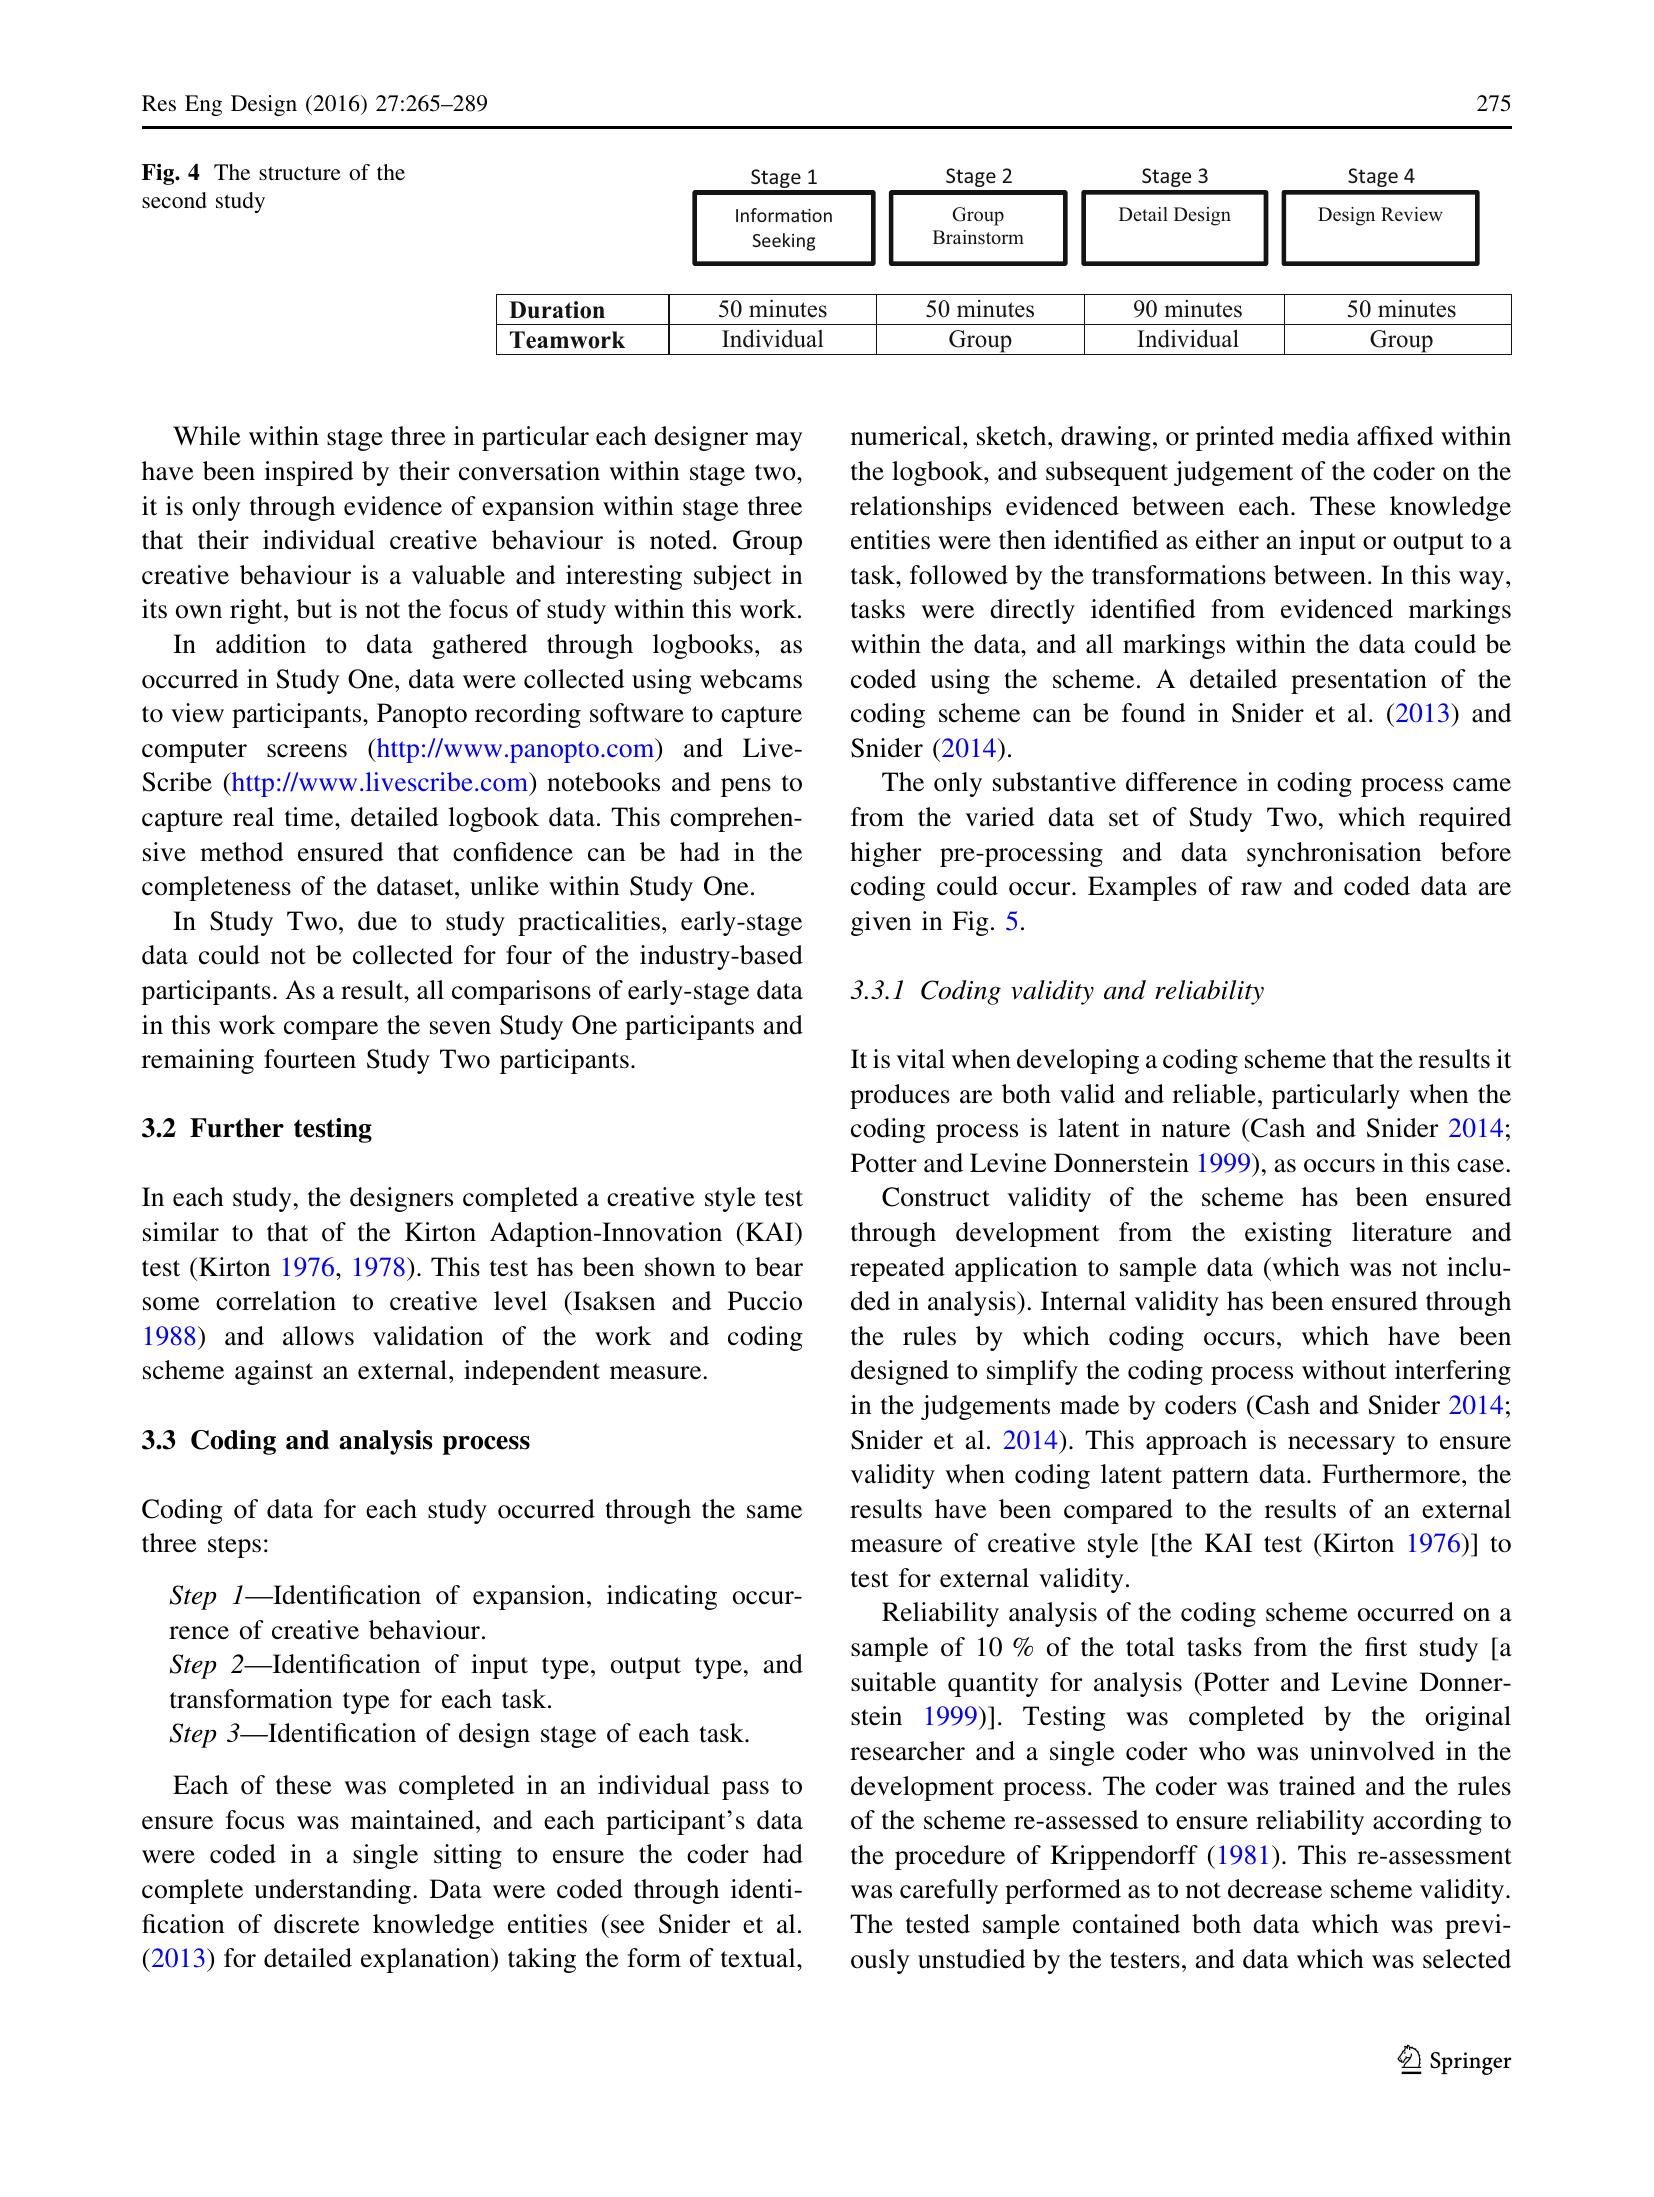 Res Eng Design (2016) 27:265–289
275
Fig. 4 The structure of the
second study
Stage 1
Stage 2
Stage 3
Stage 4
Information
Seeking
Group
Brainstorm
Detail Design
Design Review
Duration 50 minutes 50 minutes 90 minutes 50 minutes
Teamwork Individual Group Individual Group
While within stage three in particular each designer may
have been inspired by their conversation within stage two,
it is only through evidence of expansion within stage three
that their individual creative behaviour is noted. Group
creative behaviour is a valuable and interesting subject in
its own right, but is not the focus of study within this work.
In addition to data gathered through logbooks, as
occurred in Study One, data were collected using webcams
to view participants, Panopto recording software to capture
computer screens (http://www.panopto.com) and Live-
Scribe (http://www.livescribe.com) notebooks and pens to
capture real time, detailed logbook data. This comprehen-
sive method ensured that confidence can be had in the
completeness of the dataset, unlike within Study One.
In Study Two, due to study practicalities, early-stage
data could not be collected for four of the industry-based
participants. As a result, all comparisons of early-stage data
in this work compare the seven Study One participants and
remaining fourteen Study Two participants.
3.2 Further testing
In each study, the designers completed a creative style test
similar to that of the Kirton Adaption-Innovation (KAI)
test (Kirton 1976, 1978). This test has been shown to bear
some correlation to creative level (Isaksen and Puccio
1988) and allows validation of the work and coding
scheme against an external, independent measure.
3.3 Coding and analysis process
Coding of data for each study occurred through the same
three steps:
Step 1—Identification of expansion, indicating occur-
rence of creative behaviour.
Step 2—Identification of input type, output type, and
transformation type for each task.
Step 3—Identification of design stage of each task.
Each of these was completed in an individual pass to
ensure focus was maintained, and each participant's data
were coded in a single sitting to ensure the coder had
complete understanding. Data were coded through identi-
fication of discrete knowledge entities (see Snider et al.
(2013) for detailed explanation) taking the form of textual,
numerical, sketch, drawing, or printed media affixed within
the logbook, and subsequent judgement of the coder on the
relationships evidenced between each. These knowledge
entities were then identified as either an input or output to a
task, followed by the transformations between. In this way,
tasks were directly identified from evidenced markings
within the data, and all markings within the data could be
coded using the scheme. A detailed presentation of the
coding scheme can be found in Snider et al. (2013) and
Snider (2014).
The only substantive difference in coding process came
from the varied data set of Study Two, which required
higher pre-processing and data synchronisation before
coding could occur. Examples of raw and coded data are
given in Fig. 5.
3.3.1 Coding validity and reliability
It is vital when developing a coding scheme that the results it
produces are both valid and reliable, particularly when the
coding process is latent in nature (Cash and Snider 2014;
Potter and Levine Donnerstein 1999), as occurs in this case.
Construct validity of the scheme has been ensured
through development from the existing literature and
repeated application to sample data (which was not inclu-
ded in analysis). Internal validity has been ensured through
the rules by which coding occurs, which have been
designed to simplify the coding process without interfering
in the judgements made by coders (Cash and Snider 2014;
Snider et al. 2014). This approach is necessary to ensure
validity when coding latent pattern data. Furthermore, the
results have been compared to the results of an external
measure of creative style [the KAI test (Kirton 1976)] to
test for external validity.
Reliability analysis of the coding scheme occurred on a
sample of 10 % of the total tasks from the first study [a
suitable quantity for analysis (Potter and Levine Donner-
stein 1999)]. Testing was completed by the original
researcher and a single coder who was uninvolved in the
development process. The coder was trained and the rules
of the scheme re-assessed to ensure reliability according to
the procedure of Krippendorff (1981). This re-assessment
was carefully performed as to not decrease scheme validity.
The tested sample contained both data which was previ-
ously unstudied by the testers, and data which was selected
Springer